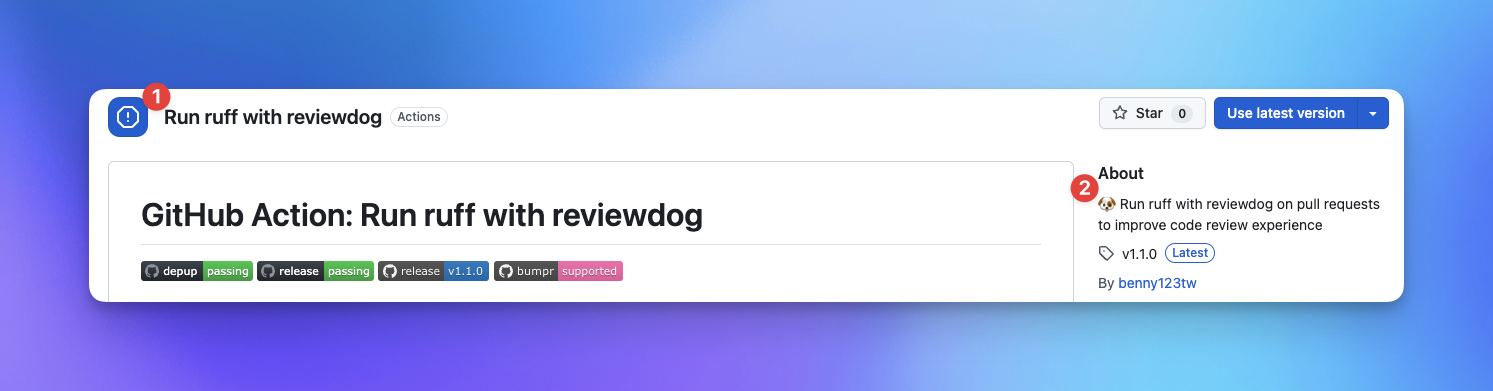 1
Run ruff with reviewdog Actions
Star 0
Use latest version
GitHub Action: Run ruff with reviewdog
depup passing release passing release v1.1.0 bumpr supported
2
About
🐶 Run ruff with reviewdog on pull requests
to improve code review experience
v1.1.0 Latest
By benny123tw